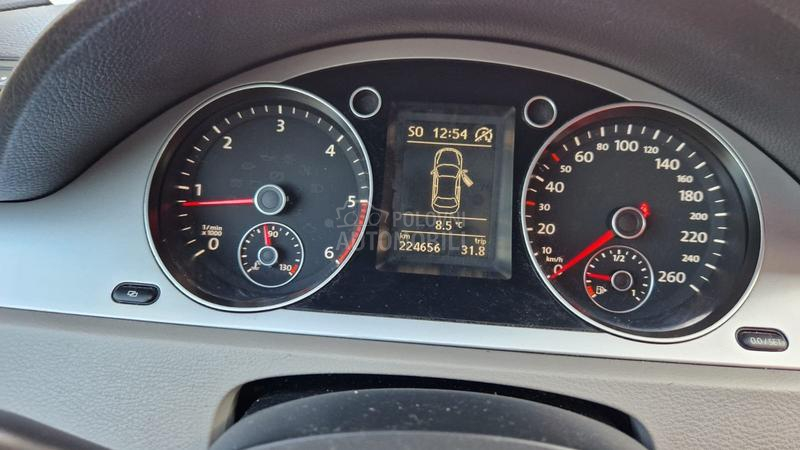 SO 12:54
8.5°C
km trip
224656 31.8
0 1 2 3 4 5 6
1/min
x1000
90
130
0 10 20 30 40 60 80 100 120 140 160 180 200 220 240 260
km/h
1/2
1
0.0/SET
POLOVNI
AUTOMOBILI